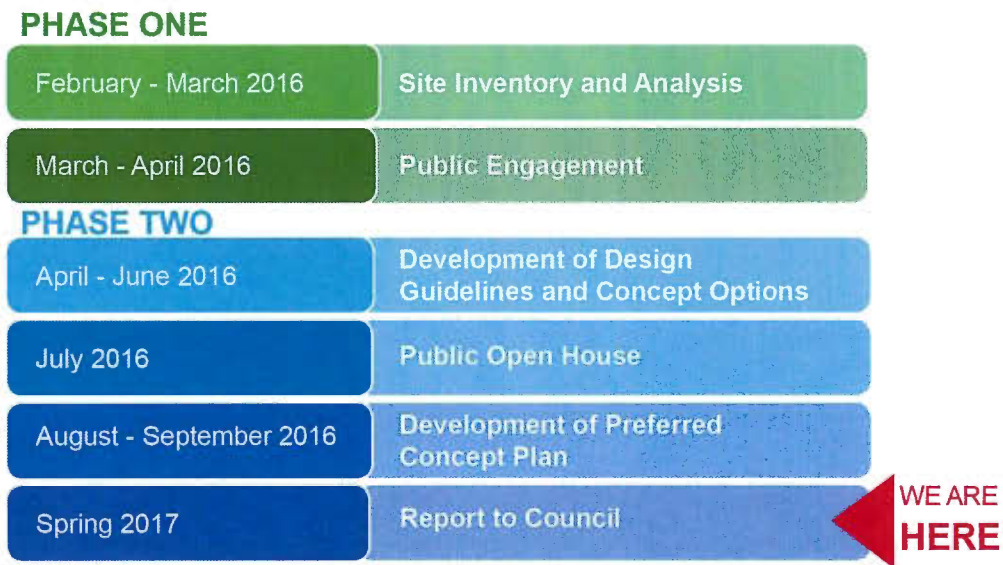 PHASE ONE
February - March 2016
Site Inventory and Analysis
March - April 2016
Public Engagement
PHASE TWO
April - June 2016
Development of Design
Guidelines and Concept Options
July 2016
Public Open House
August - September 2016
Development of Preferred
Concept Plan
Spring 2017
Report to Council
WE ARE
HERE